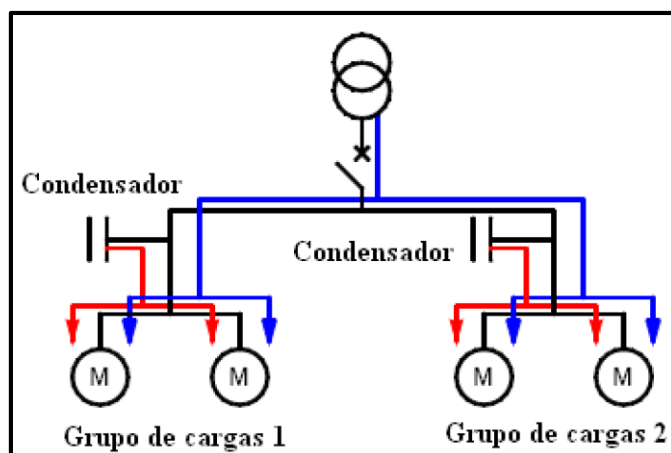 Condensador
Condensador
M
M
M
M
Grupo de cargas 1
Grupo de cargas 2